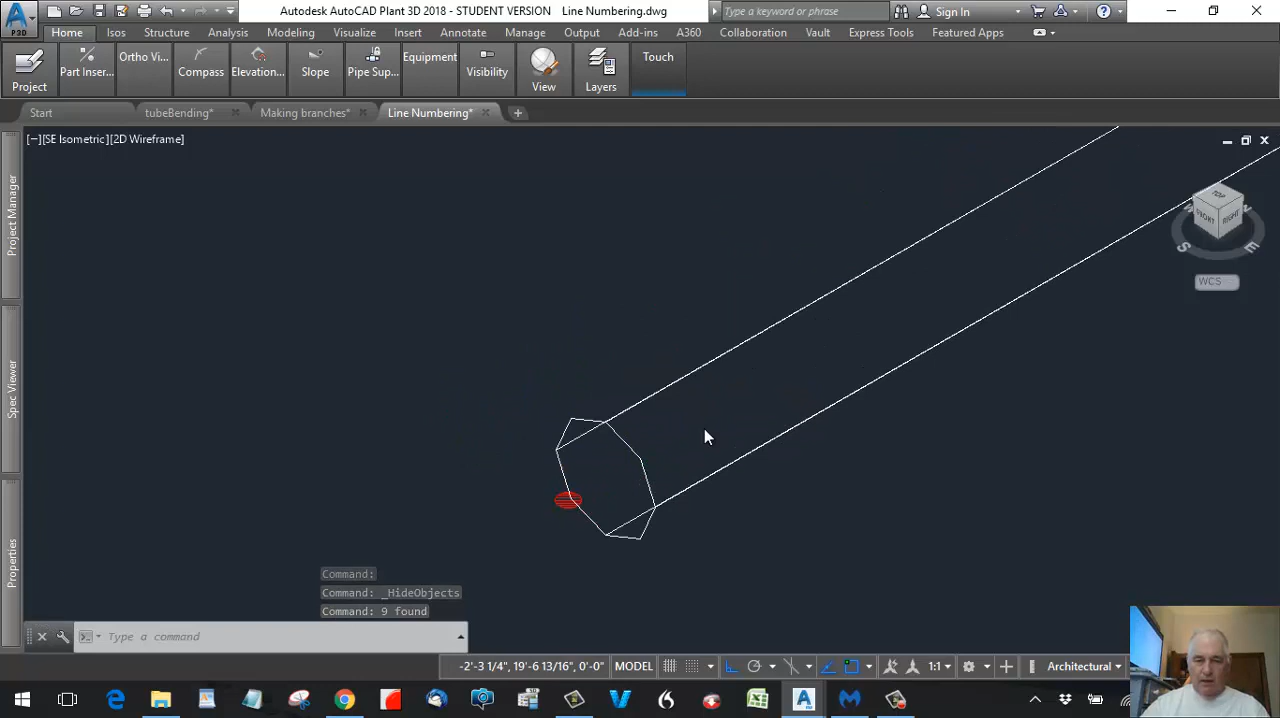 P3D
Autodesk AutoCAD Plant 3D 2018 - STUDENT VERSION Line Numbering.dwg
Type a keyword or phrase
Sign In
Home Isos Structure Analysis Modeling Visualize Insert Annotate Manage Output Add-ins A360 Collaboration Vault Express Tools Featured Apps
Project
Part Inser...
Ortho Vi...
Compass
Elevation...
Slope
Pipe Sup...
Equipment
Visibility
View
Layers
Touch
Start tubeBending* Making branches* Line Numbering*
[−][SE Isometric][2D Wireframe]
TOP
FRONT
RIGHT
S
E
WCS
Project Manager
Spec Viewer
Properties
Command:
Command: _HideObjects
Command: 9 found
Type a command
-2'-3 1/4", 19'-6 13/16", 0'-0" MODEL
1:1
Architectural